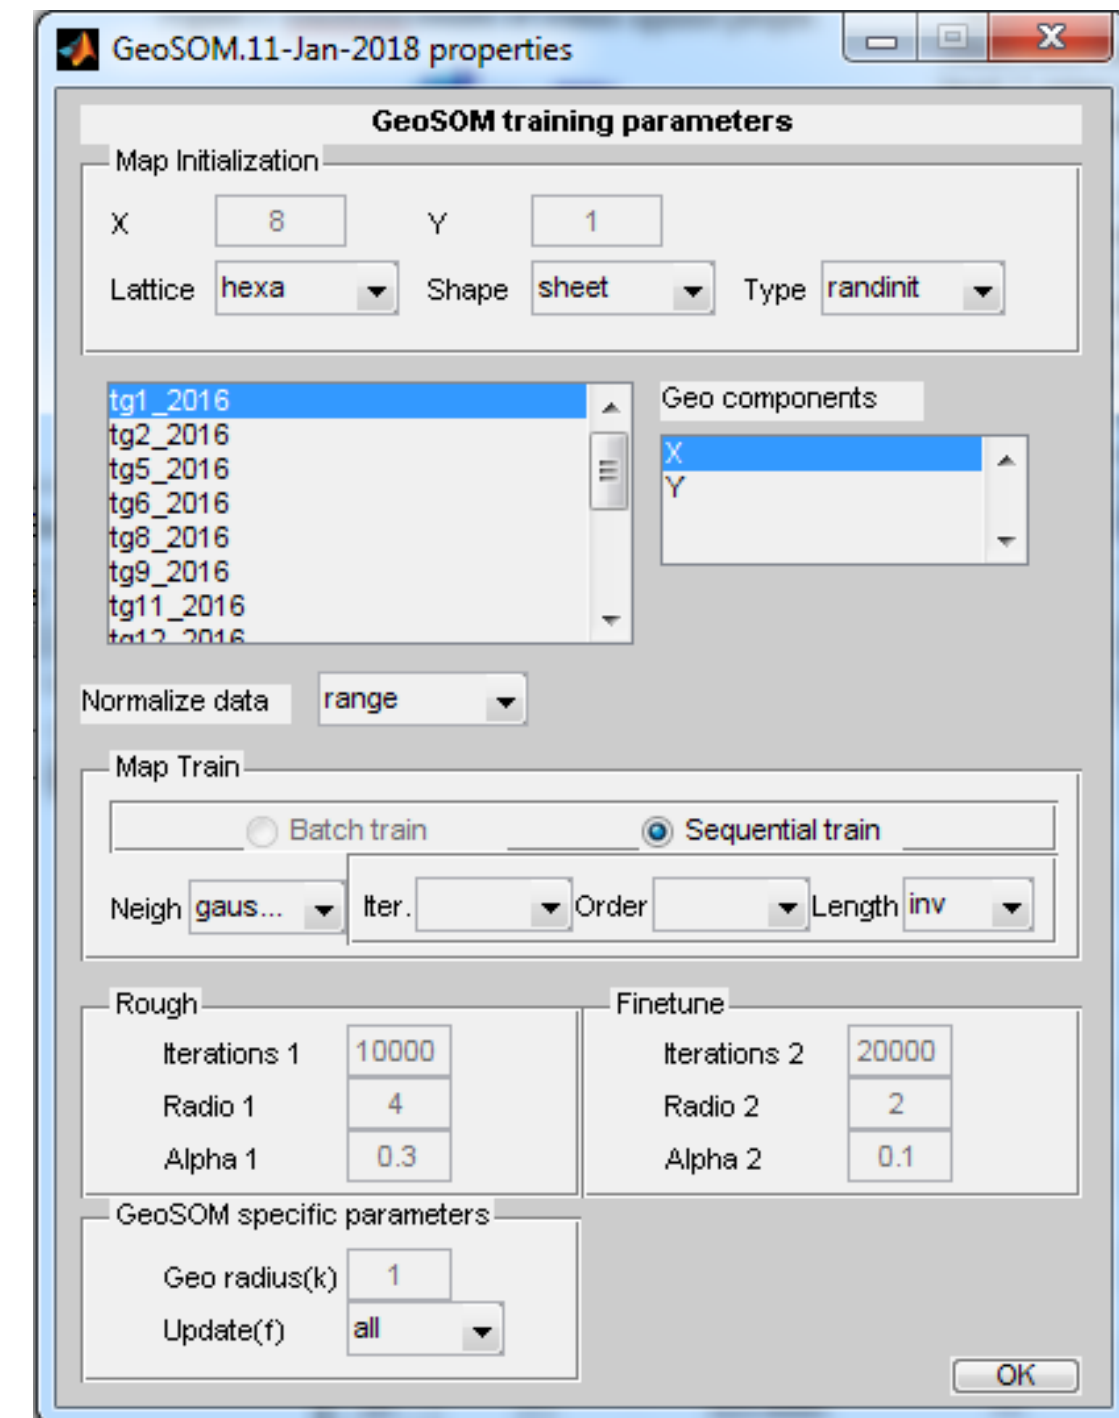 GeoSOM.11-Jan-2018 properties
GeoSOM training parameters
Map Initialization
X 8 Y 1
Lattice hexa Shape sheet Type randinit
tg1_2016
tg2_2016
tg5_2016
tg6_2016
tg8_2016
tg9_2016
tg11_2016
tg12_2016
Geo components
X
Y
Normalize data range
Map Train
Batch train Sequential train
Neigh gaus... Iter. Order Length inv
Rough
Iterations 1 10000
Radio 1 4
Alpha 1 0.3
Finetune
Iterations 2 20000
Radio 2 2
Alpha 2 0.1
GeoSOM specific parameters
Geo radius(k) 1
Update(f) all
OK